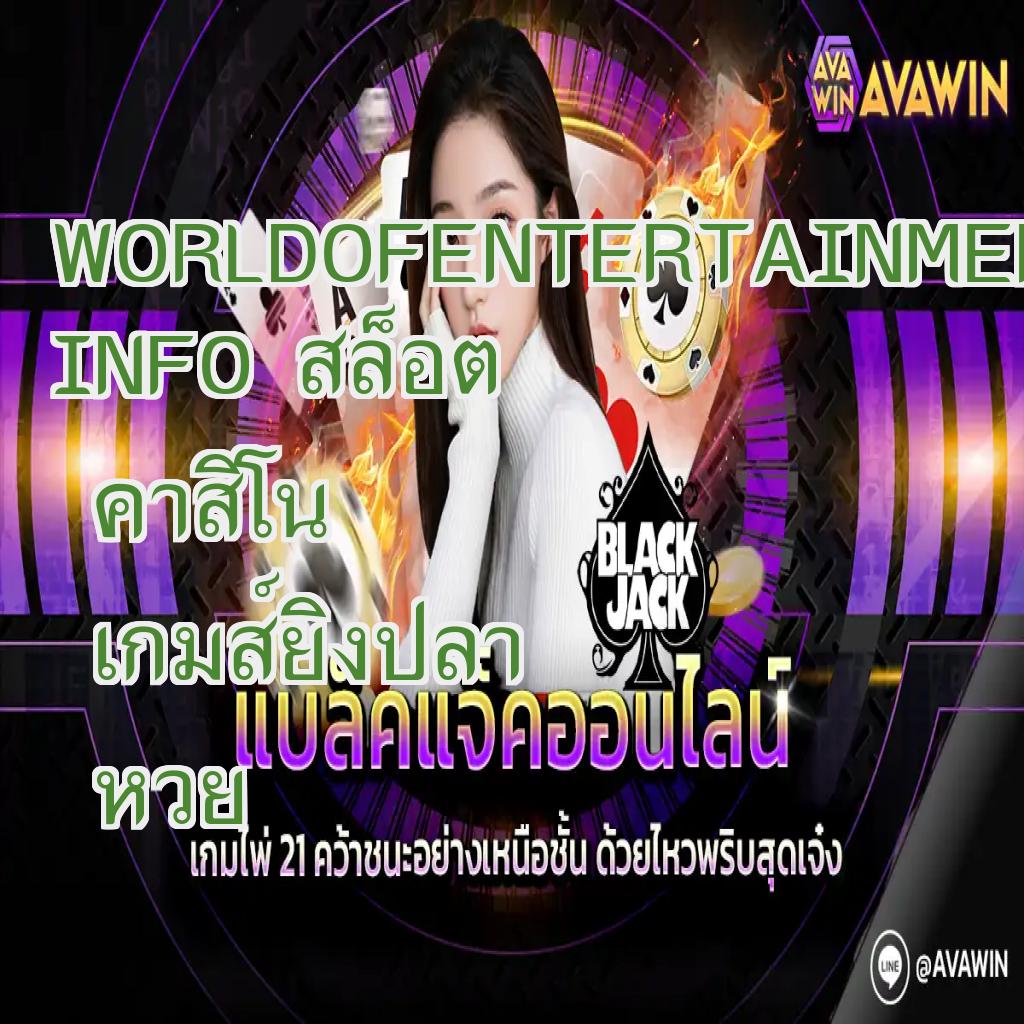 AVA
WIN
AVAWIN
WORLDOFENTERTAINME
INFO สล็อต
คาสิโน
A
BLACK
JACK
เกมส์ยิงปลา
แบล็คแจ็คออนไลน์
หวย
เกมไพ่ 21 คว้าชนะอย่างเหนือชั้น ด้วยไหวพริบสุดเจ๋ง
LINE @AVAWIN